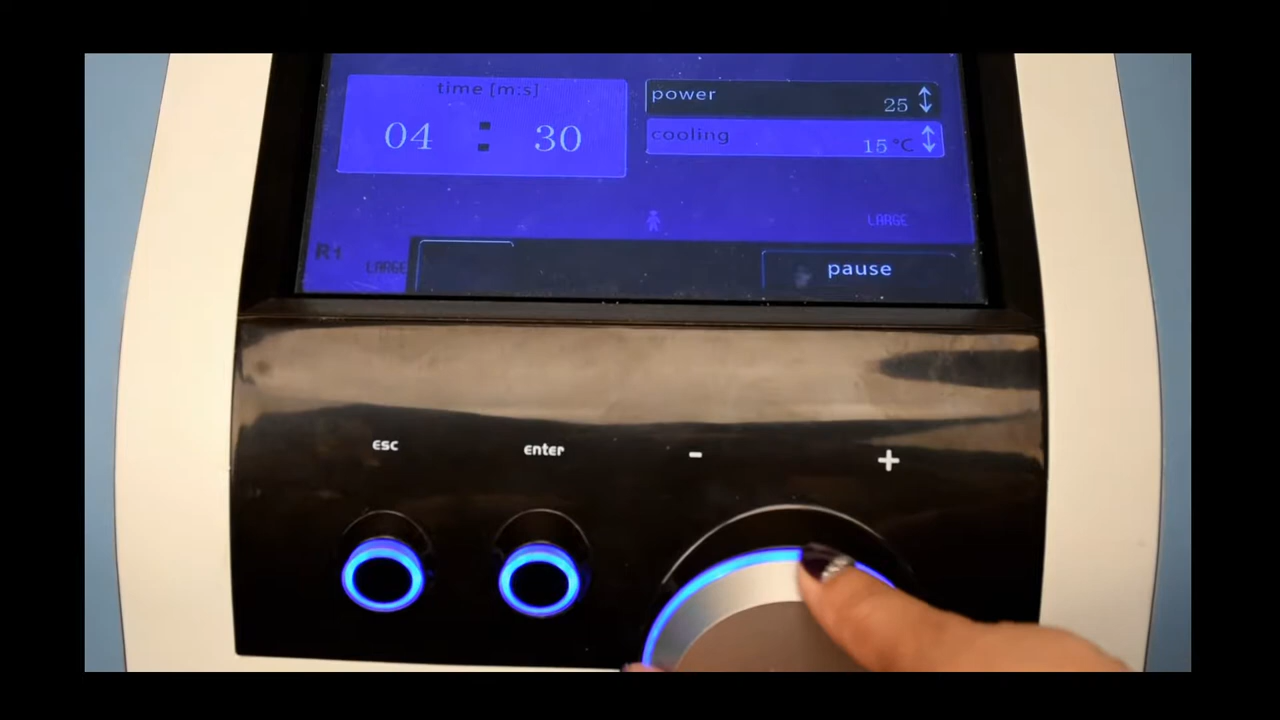 time [m:s]
04 : 30
power
25
cooling
15 °C
LARGE
R1
LARGE
pause
esc
enter
- +